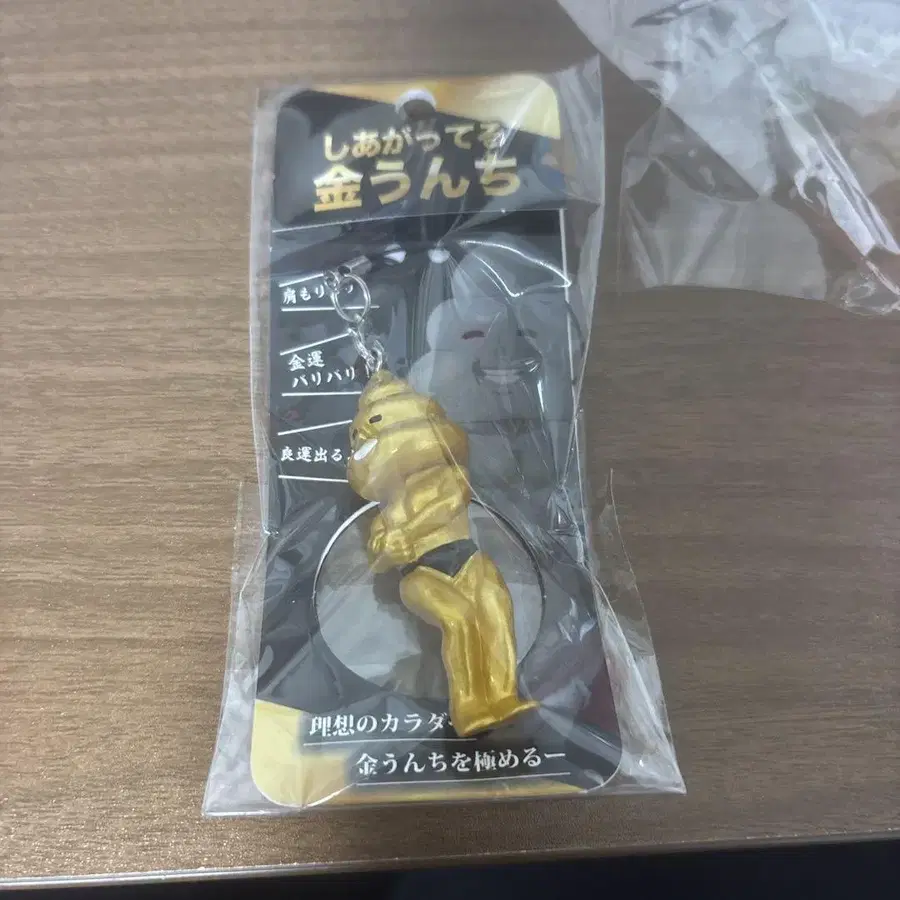 しあがってる
金うんち
肩もり
金運
バリバリ
良運出る
理想のカラダ
金うんちを極めるー